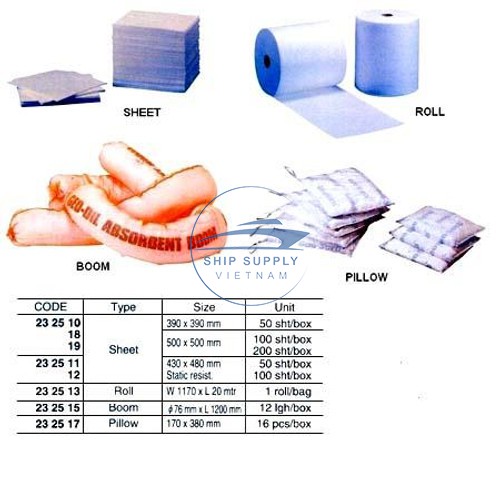 SHEET
ROLL
GEO-OIL ABSORBENT BOOM
SHIP SUPPLY
VIETNAM
BOOM
PILLOW
CODE Type Size Unit
23 25 10 Sheet 390 x 390 mm 50 sht/box
18 500 x 500 mm 100 sht/box
19 200 sht/box
23 25 11 430 x 480 mm 50 sht/box
12 Static resist. 100 sht/box
23 25 13 Roll W 1170 x L 20 mtr 1 roll/bag
23 25 15 Boom ϕ 76 mm x L 1200 mm 12 lgh/box
23 25 17 Pillow 170 x 380 mm 16 pcs/box